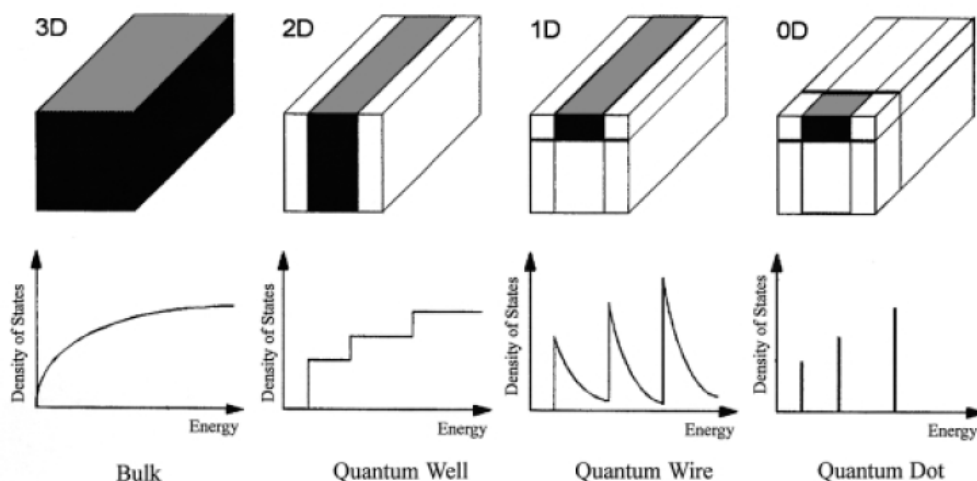 3D
2D
1D
0D
Density of States
Energy
Density of States
Energy
Density of States
Energy
Density of States
Energy
Bulk
Quantum Well
Quantum Wire
Quantum Dot